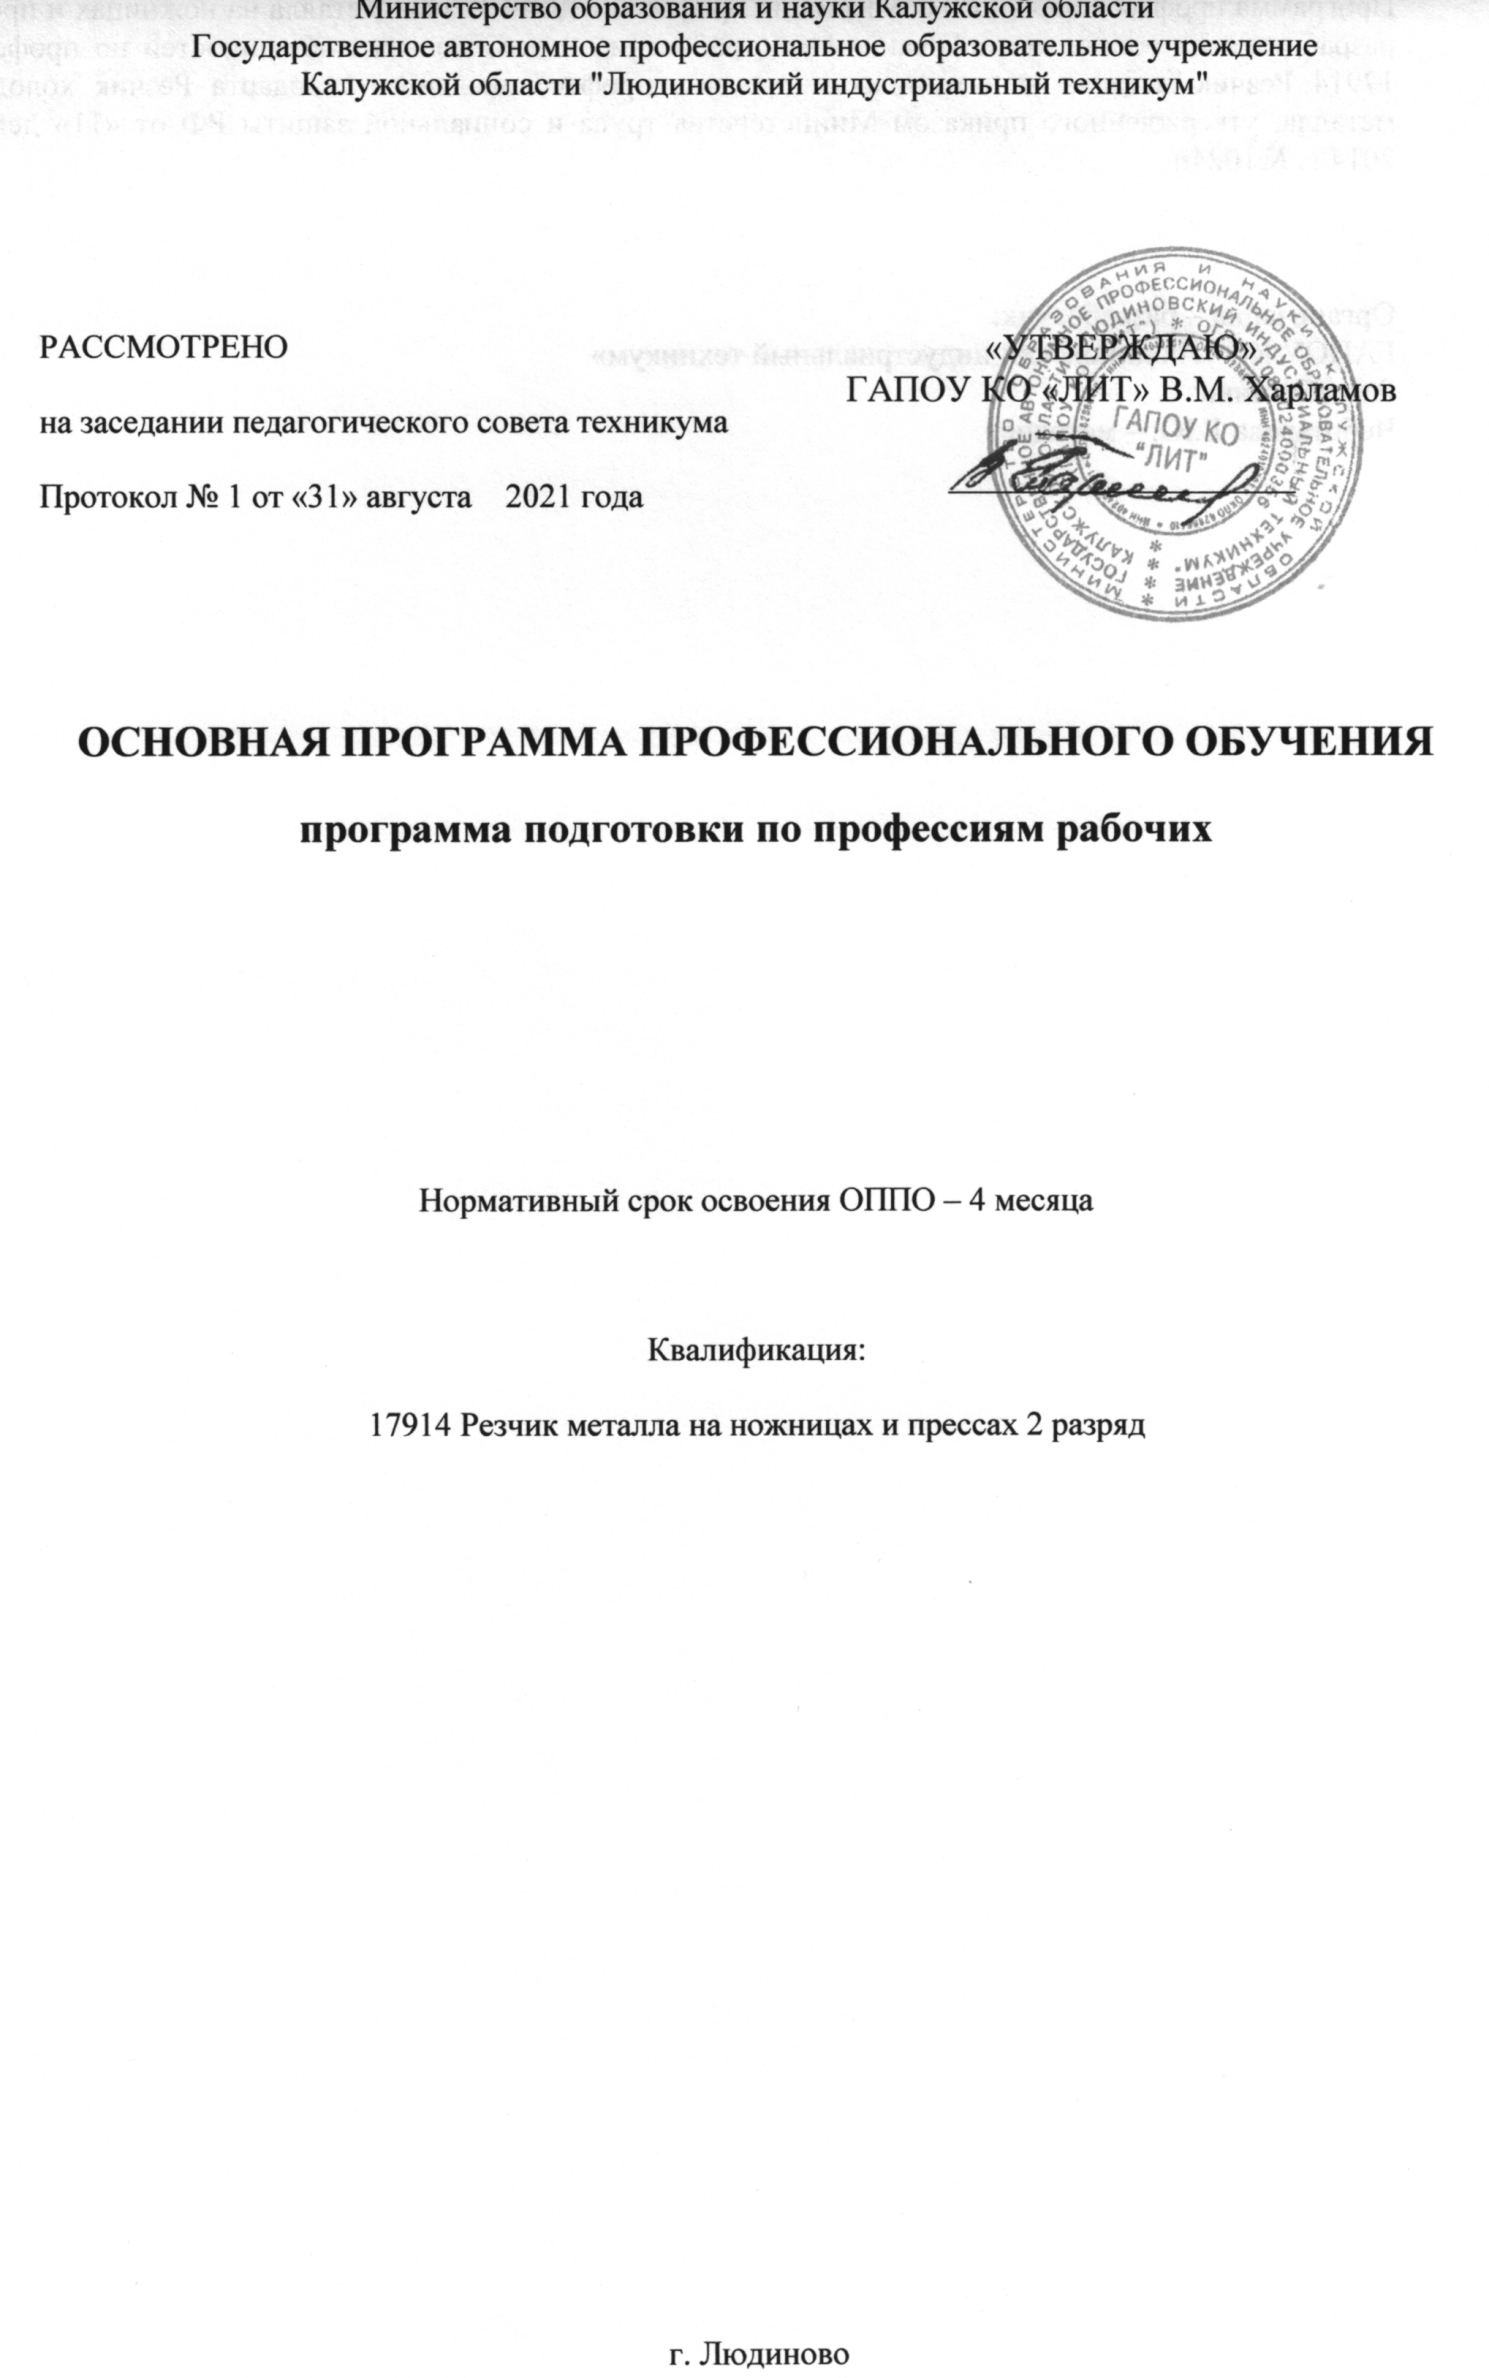 Министерство образования и науки Калужской области
Государственное автономное профессиональное образовательное учреждение
Калужской области "Людиновский индустриальный техникум"
РАССМОТРЕНО
на заседании педагогического совета техникума
Протокол № 1 от «31» августа 2021 года
«УТВЕРЖДАЮ»
ГАПОУ КО «ЛИТ» В.М. Харламов
ГАПОУ КО
"ЛИТ"
ОСНОВНАЯ ПРОГРАММА ПРОФЕССИОНАЛЬНОГО ОБУЧЕНИЯ
программа подготовки по профессиям рабочих
Нормативный срок освоения ОППО – 4 месяца
Квалификация:
17914 Резчик металла на ножницах и прессах 2 разряд
г. Людиново